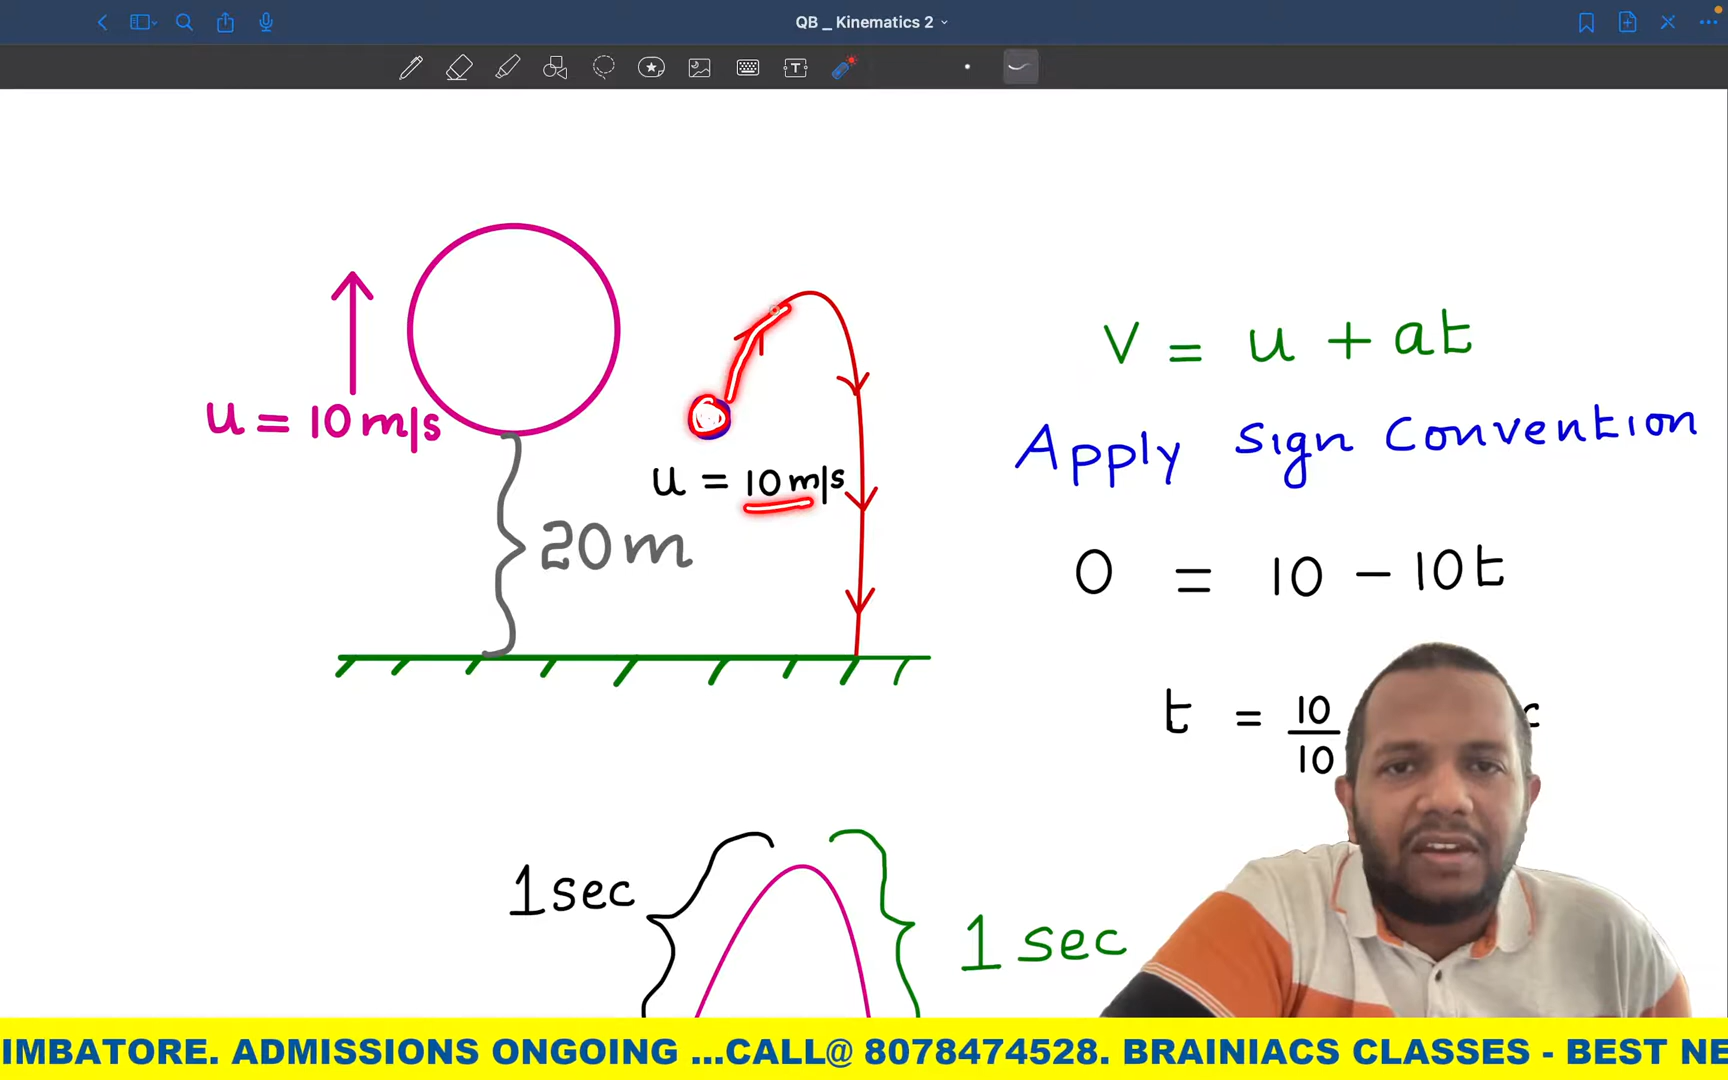 QB _ Kinematics 2
T
u = 10 m/s
u = 10 m/s
20 m
V = u + at
Apply Sign Convention
0 = 10 - 10t
t = 10/10
1 sec
1 sec
IMBATORE. ADMISSIONS ONGOING ...CALL@ 8078474528. BRAINIACS CLASSES - BEST NE